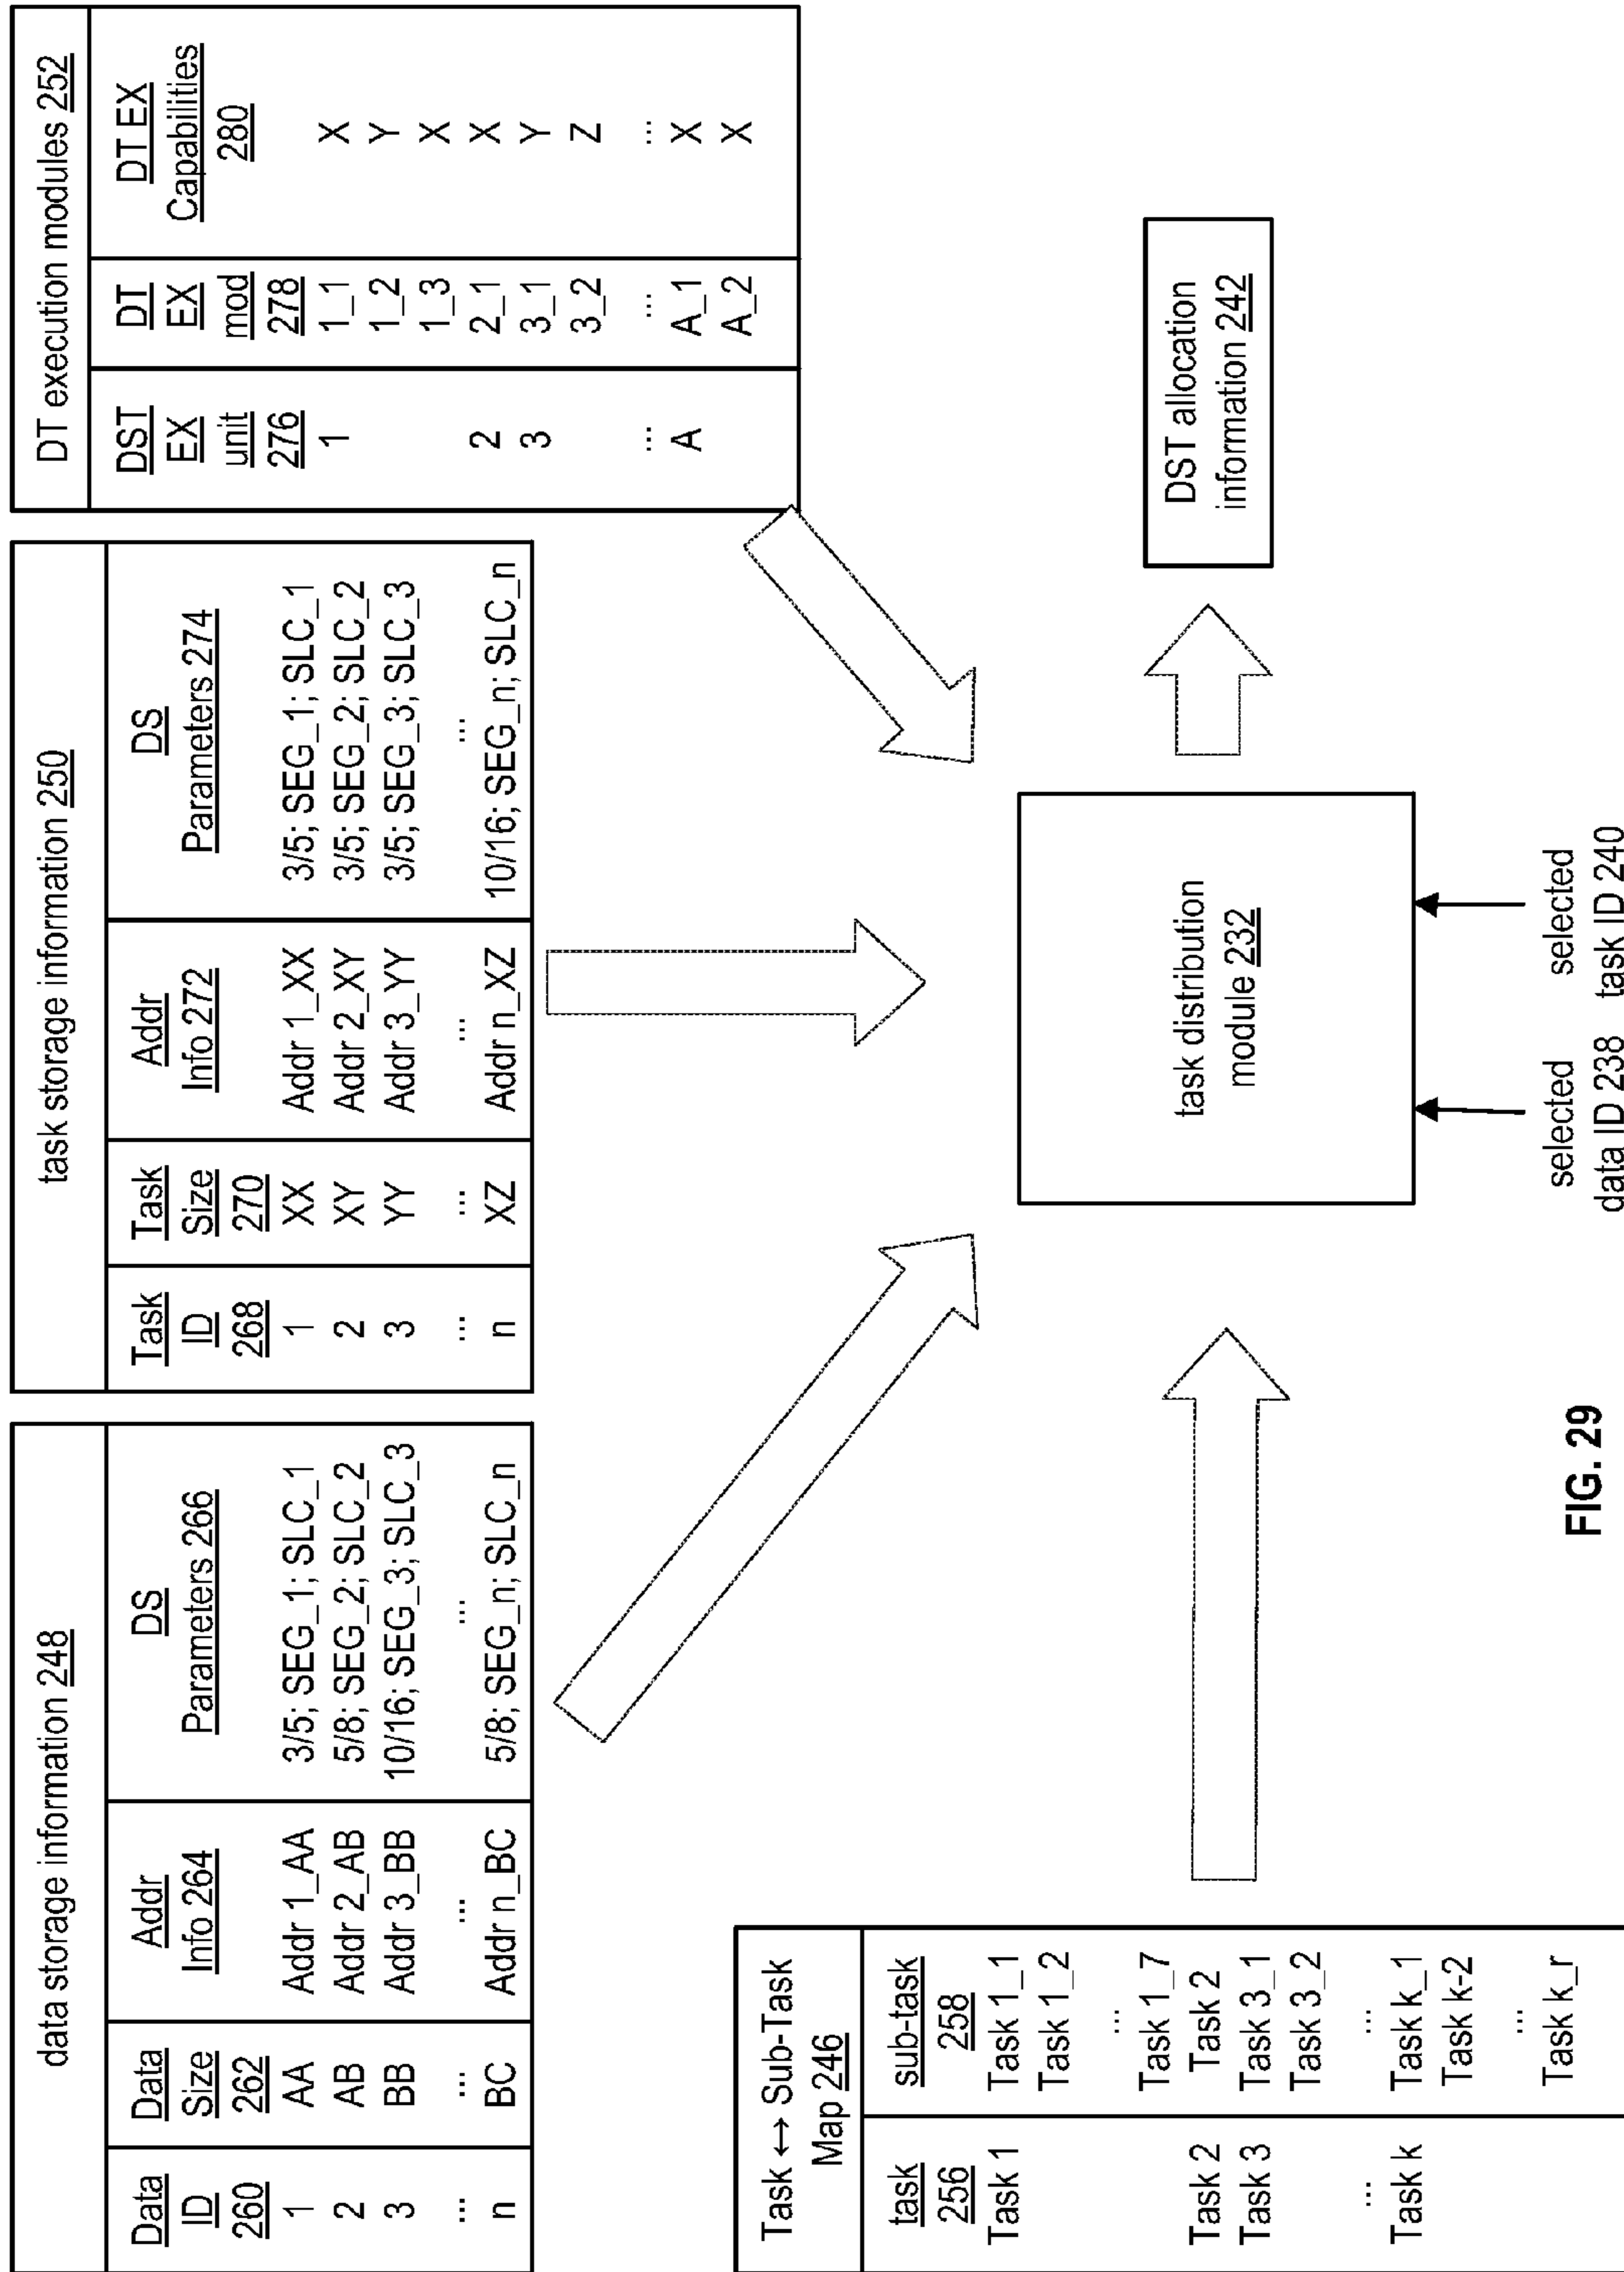 data storage information 248
Data ID 260 Data Size 262 Addr Info 264 DS Parameters 266
1 AA Addr 1_AA 3/5; SEG_1; SLC_1
2 AB Addr 2_AB 5/8; SEG_2; SLC_2
3 BB Addr 3_BB 10/16; SEG_3; SLC_3
... ... ... ...
n BC Addr n_BC 5/8; SEG_n; SLC_n
task storage information 250
Task ID 268 Task Size 270 Addr Info 272 DS Parameters 274
1 XX Addr 1_XX 3/5; SEG_1; SLC_1
2 XY Addr 2_XY 3/5; SEG_2; SLC_2
3 YY Addr 3_YY 3/5; SEG_3; SLC_3
... ... ... ...
n XZ Addr n_XZ 10/16; SEG_n; SLC_n
DT execution modules 252
DST EX unit 276 DT EX mod 278 DT EX Capabilities 280
1 1_1 X
1_2 Y
1_3 X
2 2_1 X
3 3_1 Y
3_2 Z
... ... ...
A A_1 X
A_2 X
Task ↔ Sub-Task
Map 246
task 256 sub-task 258
Task 1 Task 1_1
Task 1_2
...
Task 1_7
Task 2 Task 2
Task 3 Task 3_1
Task 3_2
... ...
Task k Task k_1
Task k-2
...
Task k_r
task distribution
module 232
DST allocation
information 242
selected
data ID 238
selected
task ID 240
FIG. 29